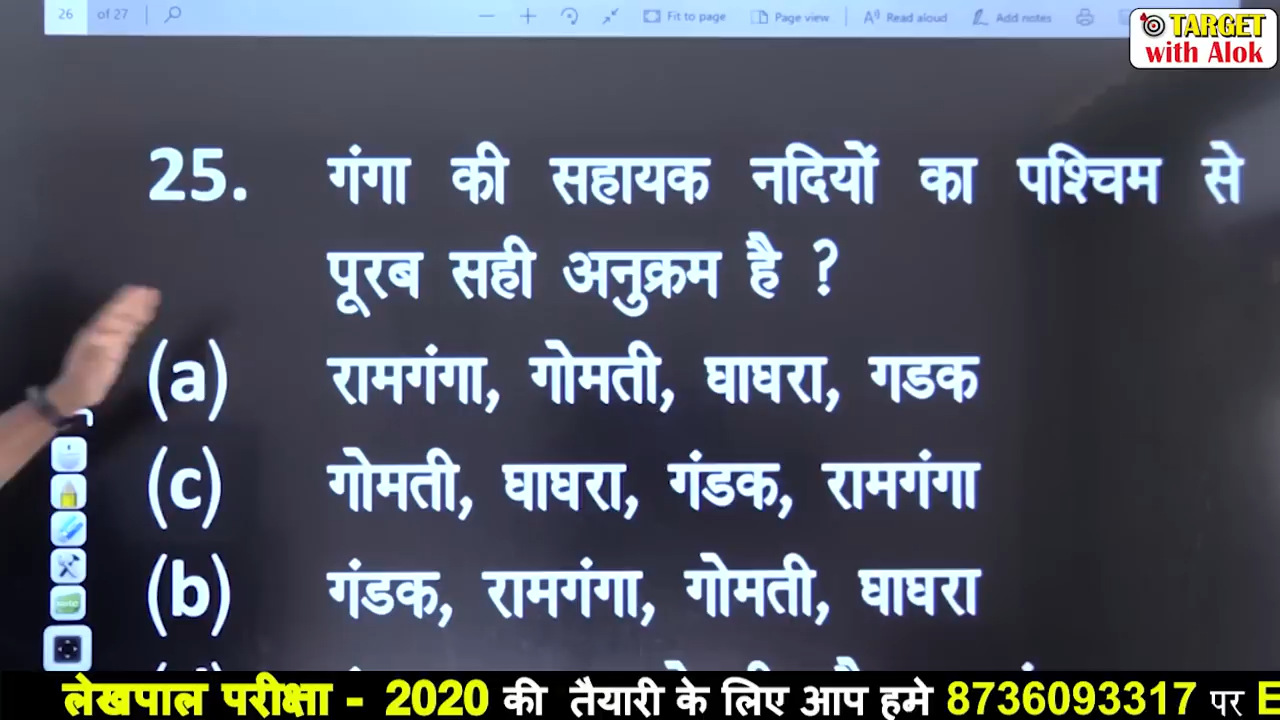 26 of 27 Fit to page Page view Read aloud Add notes
TARGET
with Alok
25. गंगा की सहायक नदियों का पश्चिम से
पूरब सही अनुक्रम है ?
(a) रामगंगा, गोमती, घाघरा, गडक
(c) गोमती, घाघरा, गंडक, रामगंगा
(b) गंडक, रामगंगा, गोमती, घाघरा
लेखपाल परीक्षा - 2020 की तैयारी के लिए आप हमे 8736093317 पर E